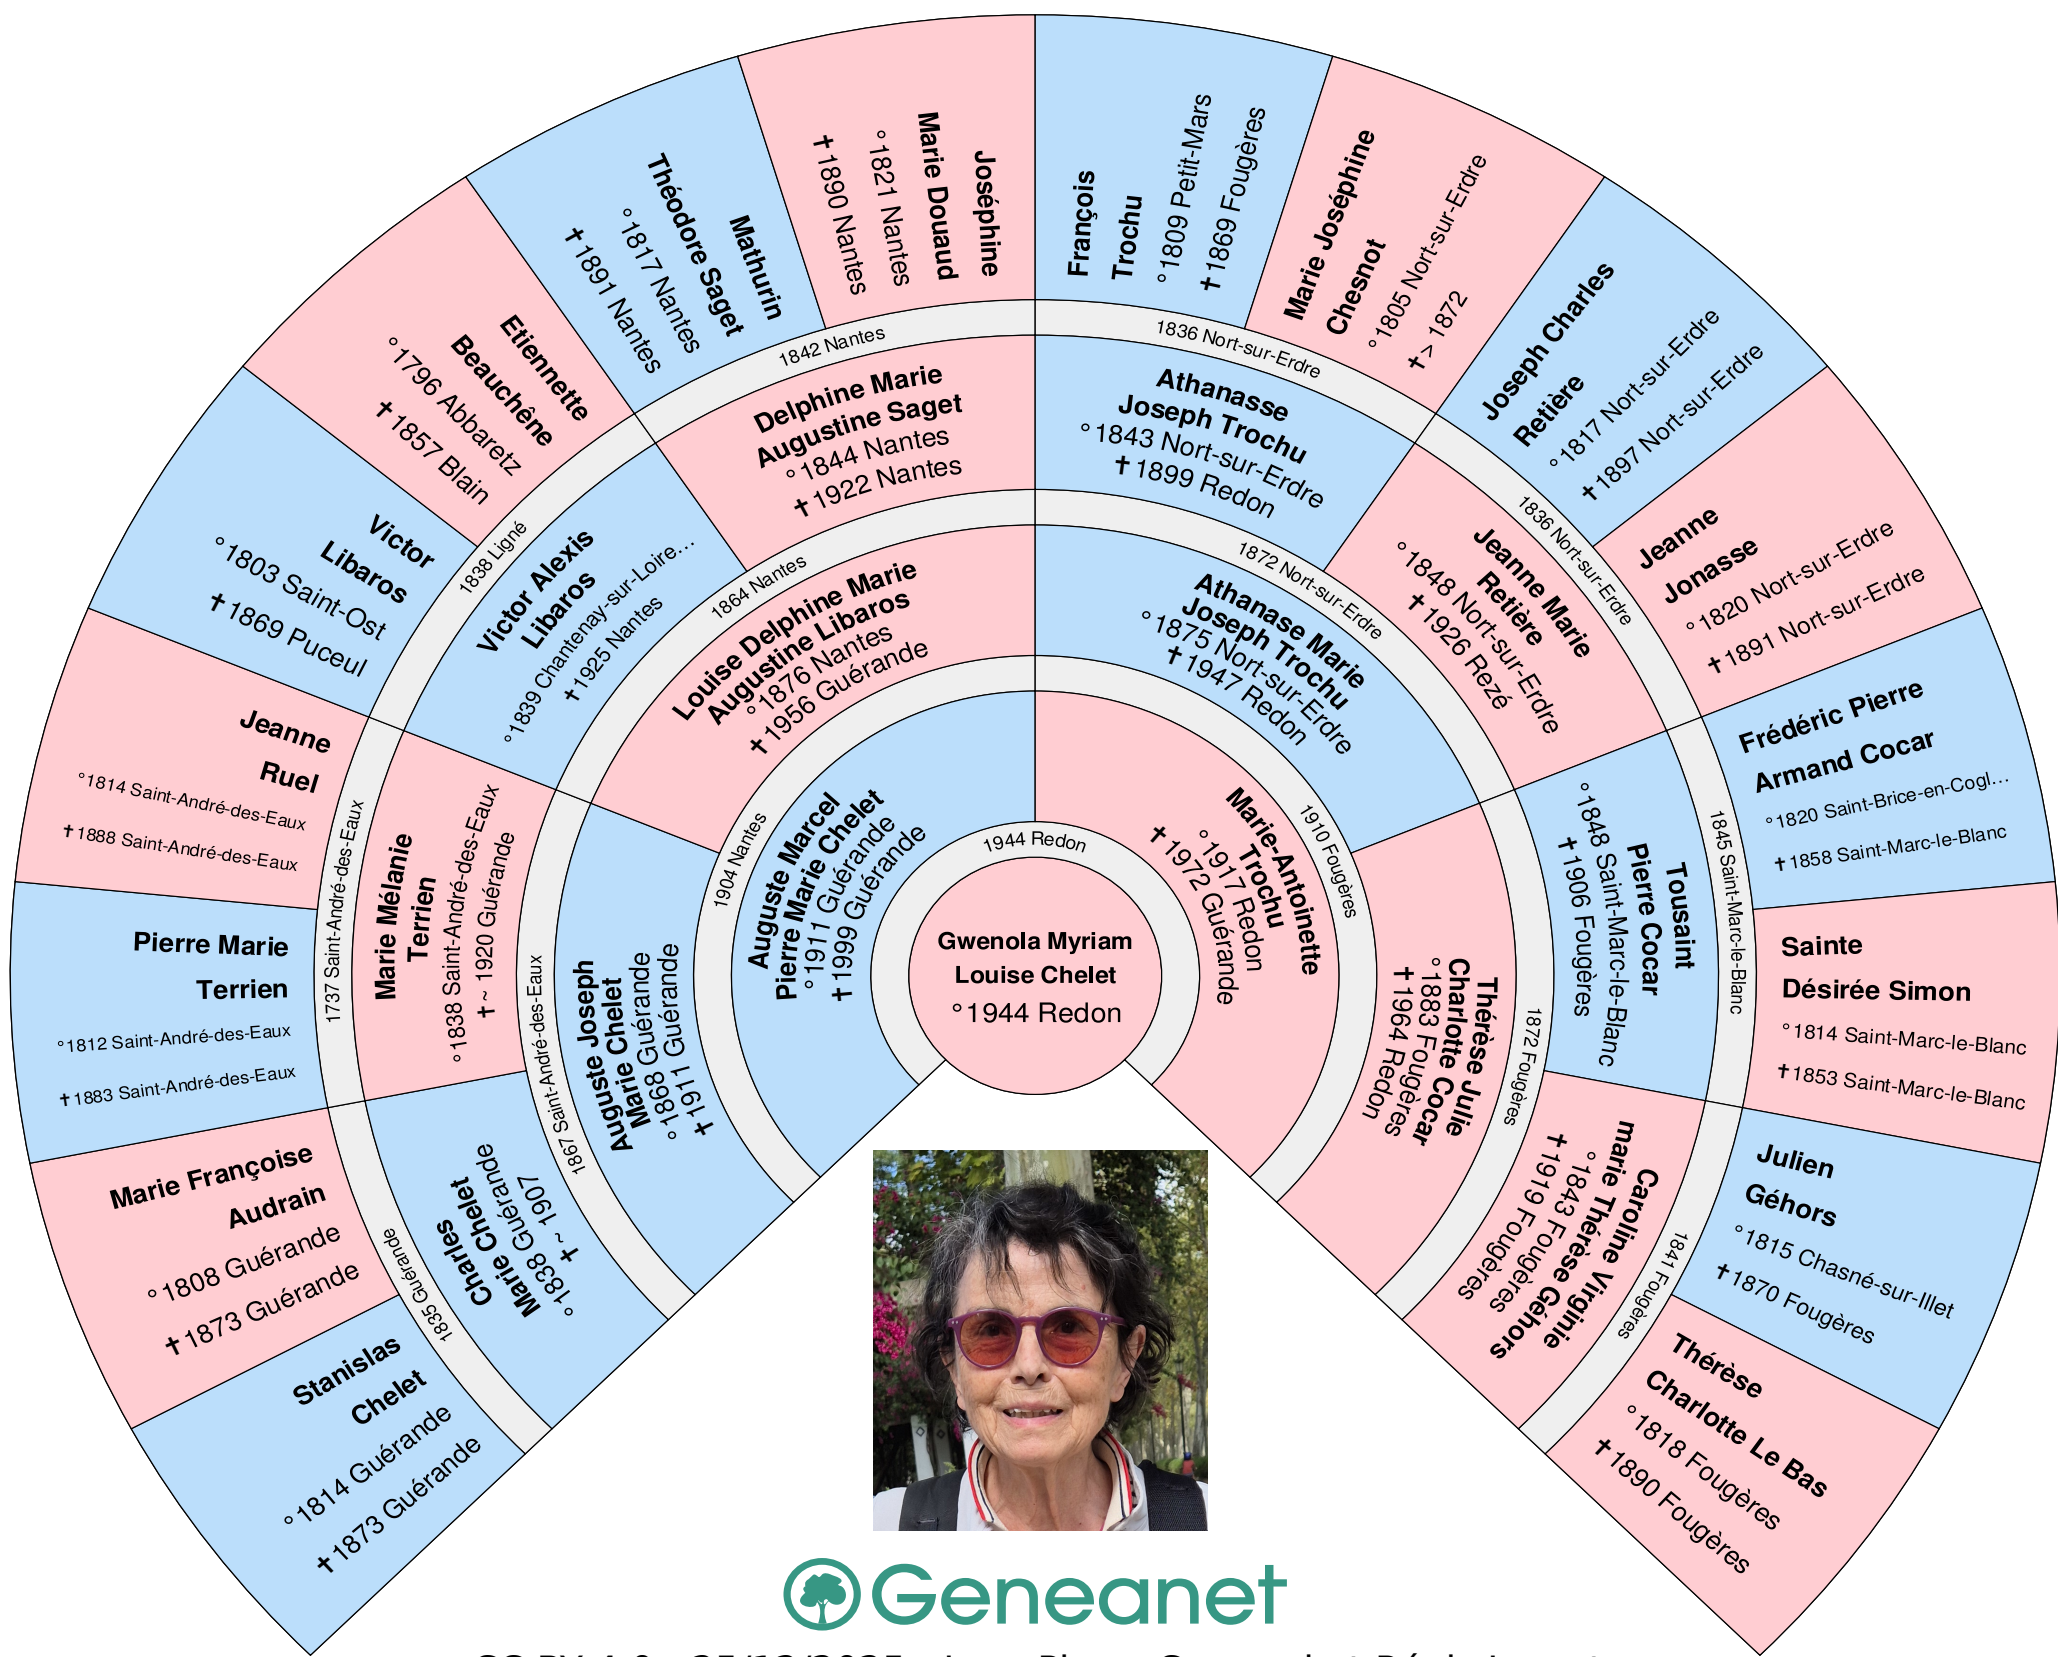 Gwenola Myriam
Louise Chelet
°1944 Redon
1944 Redon
Auguste Marcel
Pierre Marie Chelet
°1911 Guérande
✝1999 Guérande
Marie-Antoinette
Trochu
°1917 Redon
✝1972 Guérande
1904 Nantes
1910 Fougères
Auguste Joseph
Marie Chelet
°1868 Guérande
✝1911 Guérande
Louise Delphine Marie
Augustine Libaros
°1876 Nantes
✝1956 Guérande
Athanase Marie
Joseph Trochu
°1875 Nort-sur-Erdre
✝1947 Redon
Thérèse Julie
Charlotte Cocar
°1883 Fougères
✝1964 Redon
1867 Saint-André-des-Eaux
1864 Nantes
1872 Nort-sur-Erdre
1872 Fougères
Charles
Marie Chelet
°1838 Guérande
✝~ 1907
Marie Mélanie
Terrien
°1838 Saint-André-des-Eaux
✝~ 1920 Guérande
Victor Alexis
Libaros
°1839 Chantenay-sur-Loire...
✝1925 Nantes
Delphine Marie
Augustine Saget
°1844 Nantes
✝1922 Nantes
Athanasse
Joseph Trochu
°1843 Nort-sur-Erdre
✝1899 Redon
Jeanne Marie
Retière
°1848 Nort-sur-Erdre
✝1926 Rezé
Tousaint
Pierre Cocar
°1848 Saint-Marc-le-Blanc
✝1906 Fougères
Caroline Virginie
marie Thérèse Géhors
°1843 Fougères
✝1919 Fougères
1835 Guérande
1737 Saint-André-des-Eaux
1838 Ligné
1842 Nantes
1836 Nort-sur-Erdre
1836 Nort-sur-Erdre
1845 Saint-Marc-le-Blanc
1841 Fougères
Stanislas
Chelet
°1814 Guérande
✝1873 Guérande
Marie Françoise
Audrain
°1808 Guérande
✝1873 Guérande
Pierre Marie
Terrien
°1812 Saint-André-des-Eaux
✝1883 Saint-André-des-Eaux
Jeanne
Ruel
°1814 Saint-André-des-Eaux
✝1888 Saint-André-des-Eaux
Victor
Libaros
°1803 Saint-Ost
✝1869 Puceul
Etiennette
Beauchêne
°1796 Abbaretz
✝1857 Blain
Mathurin
Théodore Saget
°1817 Nantes
✝1891 Nantes
Joséphine
Marie Douaud
°1821 Nantes
✝1890 Nantes
François
Trochu
°1809 Petit-Mars
✝1869 Fougères
Marie Joséphine
Chesnot
°1805 Nort-sur-Erdre
✝> 1872
Joseph Charles
Retière
°1817 Nort-sur-Erdre
✝1897 Nort-sur-Erdre
Jeanne
Jonasse
°1820 Nort-sur-Erdre
✝1891 Nort-sur-Erdre
Frédéric Pierre
Armand Cocar
°1820 Saint-Brice-en-Cogl...
✝1858 Saint-Marc-le-Blanc
Sainte
Désirée Simon
°1814 Saint-Marc-le-Blanc
✝1853 Saint-Marc-le-Blanc
Julien
Géhors
°1815 Chasné-sur-Illet
✝1870 Fougères
Thérèse
Charlotte Le Bas
°1818 Fougères
✝1890 Fougères
Geneanet